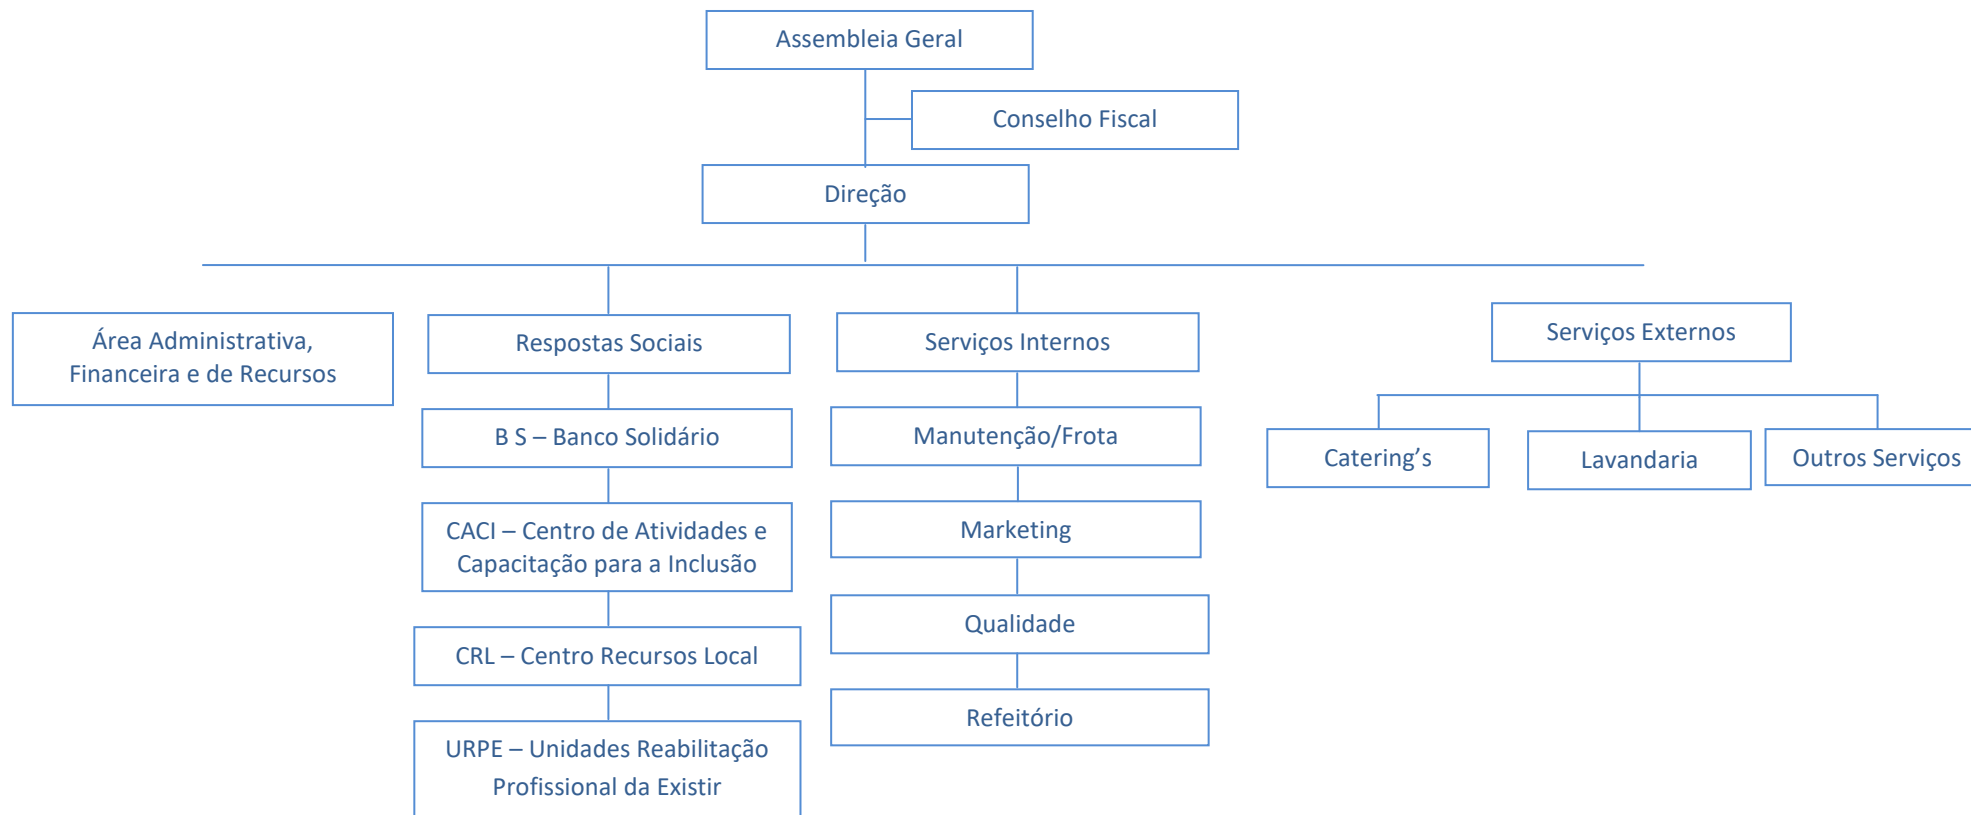 Assembleia Geral
Conselho Fiscal
Direção
Área Administrativa,
Financeira e de Recursos
Respostas Sociais
B S – Banco Solidário
CACI – Centro de Atividades e
Capacitação para a Inclusão
CRL – Centro Recursos Local
URPE – Unidades Reabilitação
Profissional da Existir
Serviços Internos
Manutenção/Frota
Marketing
Qualidade
Refeitório
Serviços Externos
Catering’s
Lavandaria
Outros Serviços